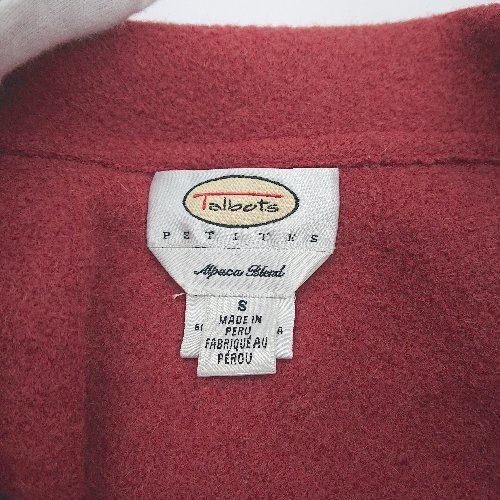 Talbots
PETITES
Alpaca Blend
S
MADE IN
PERU
FABRIQUÉ AU
PÉROU